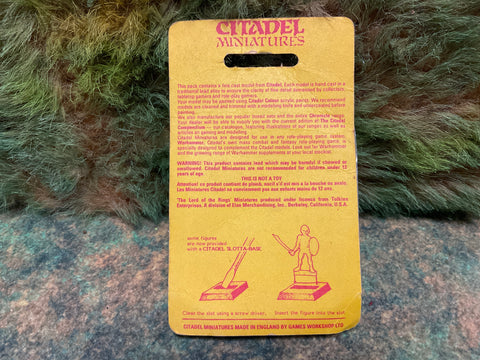 CITADEL
MINIATURES
This pack contains a fine cast model from Citadel. Each model is hand cast in a
traditional lead alloy to ensure the clarity of fine detail demanded by collectors,
tabletop gamers and role-play gamers.
Your model may be painted using Citadel Colour acrylic paints. We recommend
models are cleaned and trimmed with a modelling knife and undercoated before
painting.
We also manufacture our popular boxed sets and the entire Chronicle range.
Your dealer will be able to supply you with the current edition of The Citadel
Compendium – our catalogue, featuring illustrations of our ranges as well as
articles on gaming and modelling.
Citadel Miniatures are designed for use in any role-playing game system.
Warhammer, Citadel's own mass combat and fantasy role-playing game, is
specially designed to complement the Citadel models. Look out for Warhammer
and the growing range of Warhammer supplements at your local stockist.
WARNING! This product contains lead which may be harmful if chewed or
swallowed. Citadel Miniatures are not recommended for children under 12
years of age.
THIS IS NOT A TOY
Attention! ce produit contient de plomb, nocif s'il est mis a la bouche ou avale.
Les Miniatures Citadel ne convienent pas aux enfants moins de 12 ans.
The Lord of the Rings Miniatures produced under licence from Tolkien
Enterprises. A division of Elan Merchandising, Inc., Berkeley, California, U.S.A.
some figures
are now provided
with a CITADEL SLOTTA-BASE.
Clear the slot using a screw driver. Insert the figure into the slot.
CITADEL MINIATURES MADE IN ENGLAND BY GAMES WORKSHOP LTD